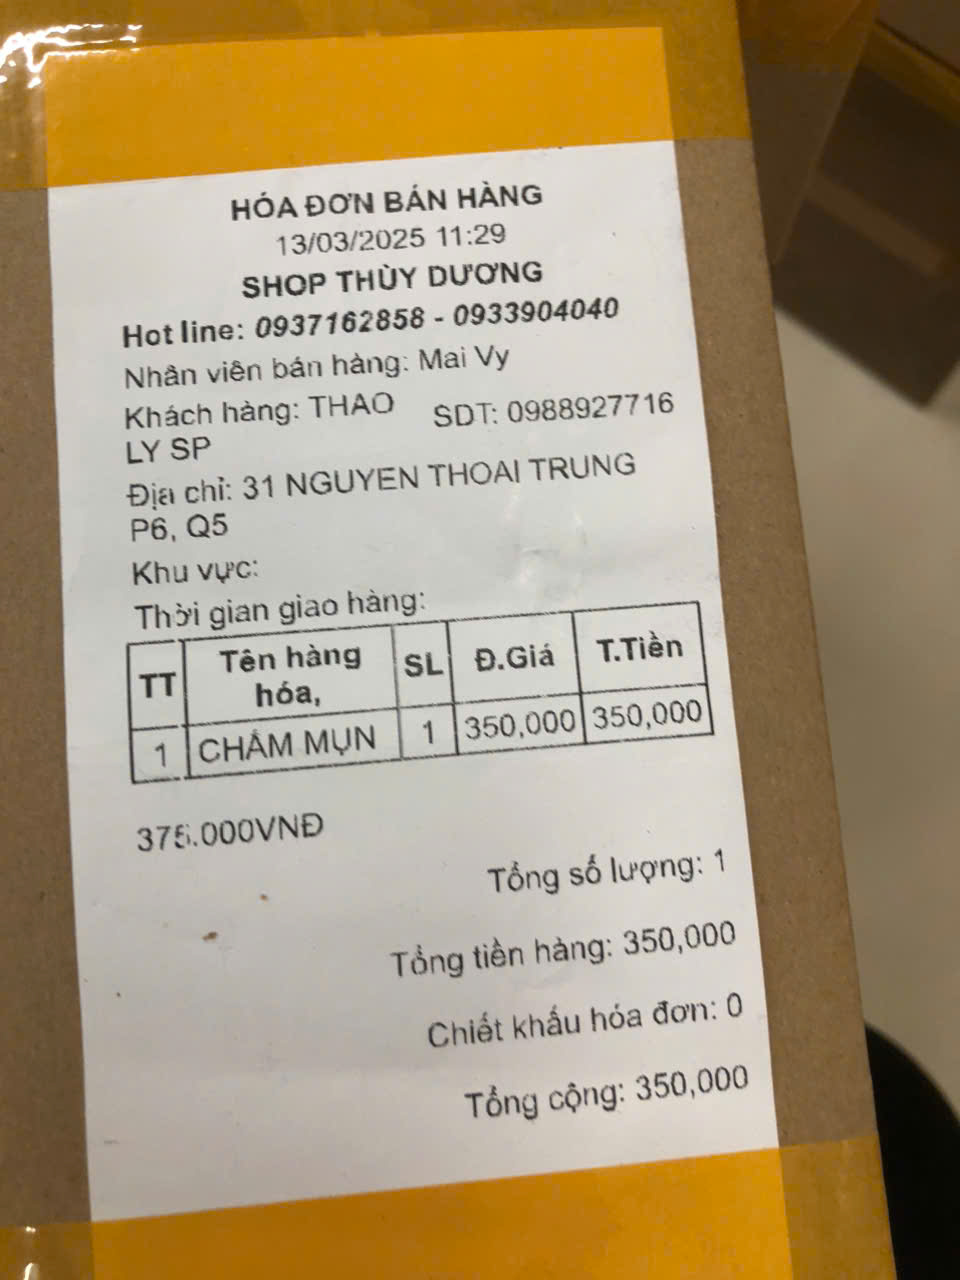 HÓA ĐƠN BÁN HÀNG
13/03/2025 11:29
SHOP THÙY DƯƠNG
Hot line: 0937162858 - 0933904040
Nhân viên bán hàng: Mai Vy
Khách hàng: THAO LY SP SDT: 0988927716
Địa chỉ: 31 NGUYEN THOAI TRUNG
P6, Q5
Khu vực:
Thời gian giao hàng:
TT Tên hàng hóa, SL Đ.Giá T.Tiền
1 CHẤM MỤN 1 350,000 350,000
375.000VNĐ
Tổng số lượng: 1
Tổng tiền hàng: 350,000
Chiết khấu hóa đơn: 0
Tổng cộng: 350,000